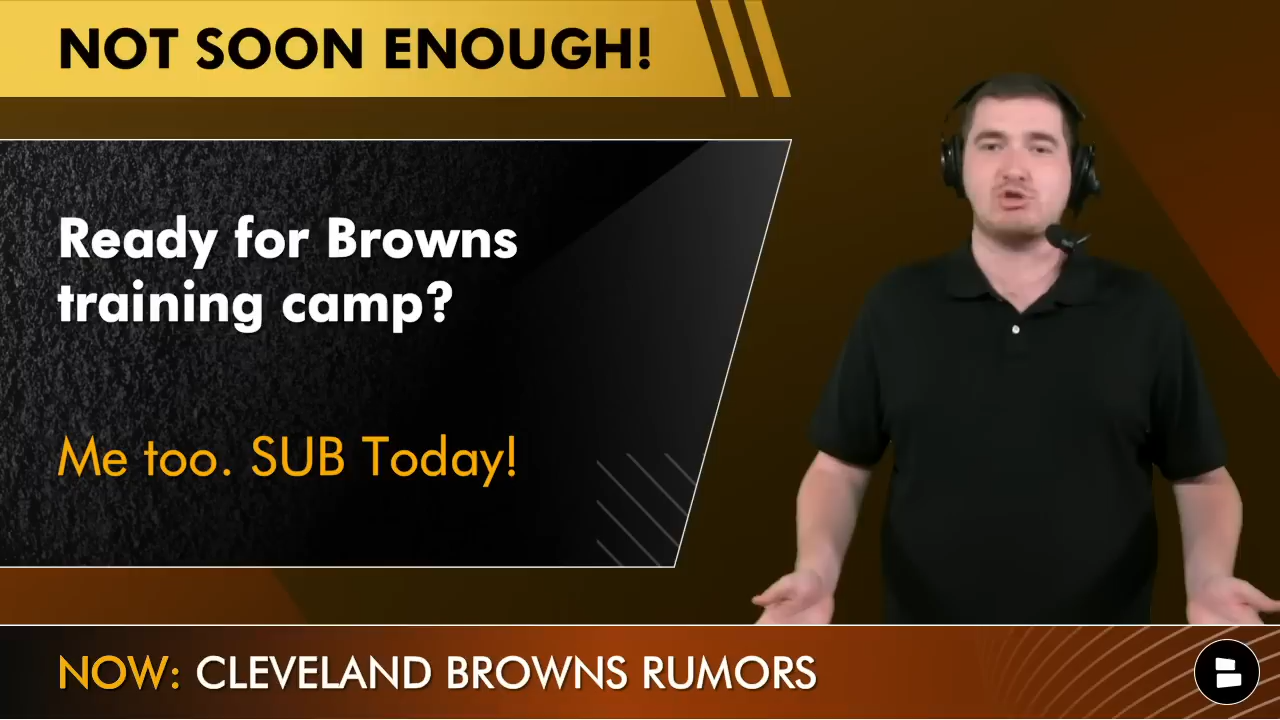 NOT SOON ENOUGH!
Ready for Browns
training camp?
Me too. SUB Today!
NOW: CLEVELAND BROWNS RUMORS